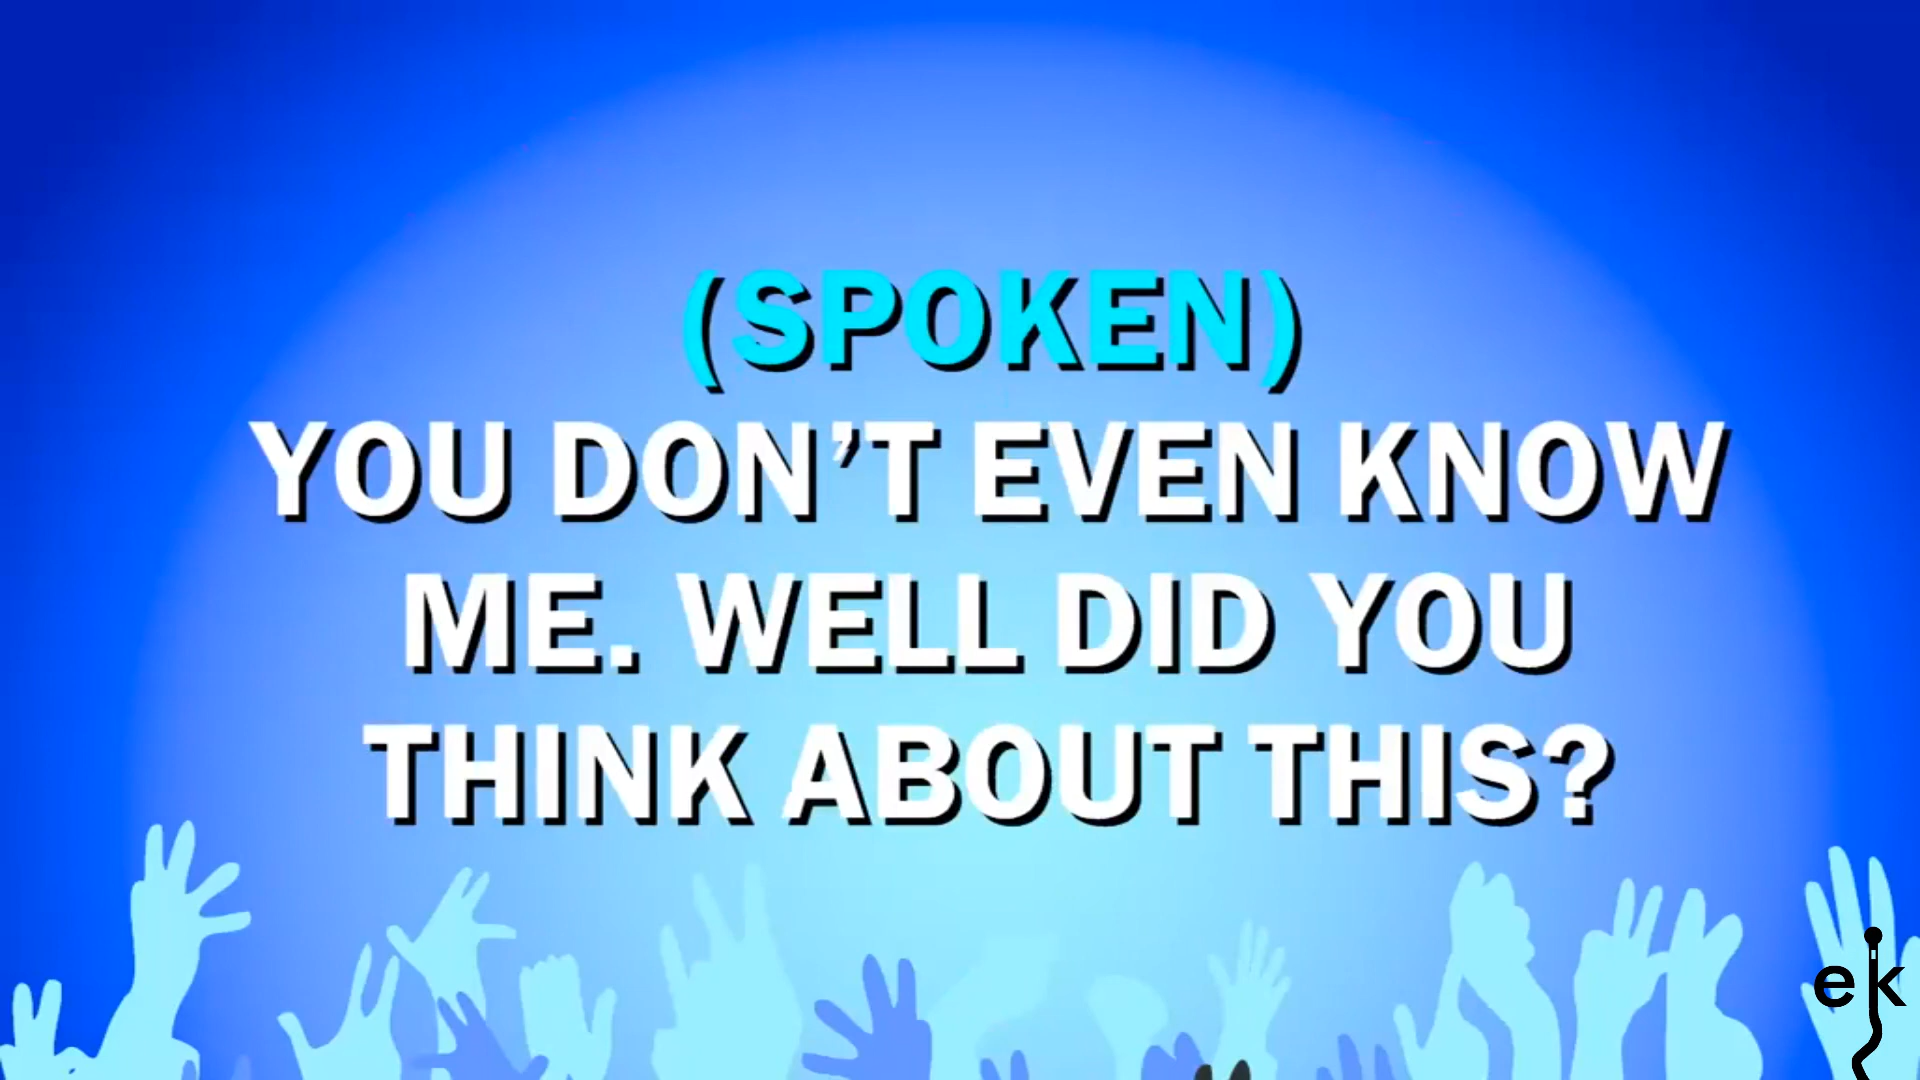 (SPOKEN)
YOU DON’T EVEN KNOW
ME. WELL DID YOU
THINK ABOUT THIS?
ek